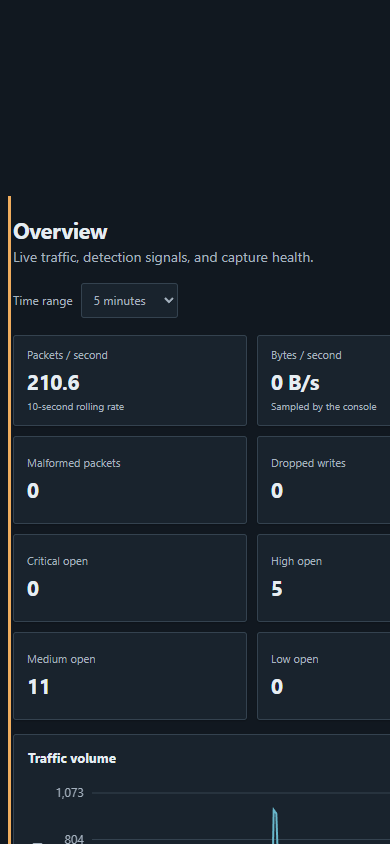 Overview
Live traffic, detection signals, and capture health.
Time range 5 minutes
Packets / second
210.6
10-second rolling rate
Bytes / second
0 B/s
Sampled by the console
Malformed packets
0
Dropped writes
0
Critical open
0
High open
5
Medium open
11
Low open
0
Traffic volume
1,073
804